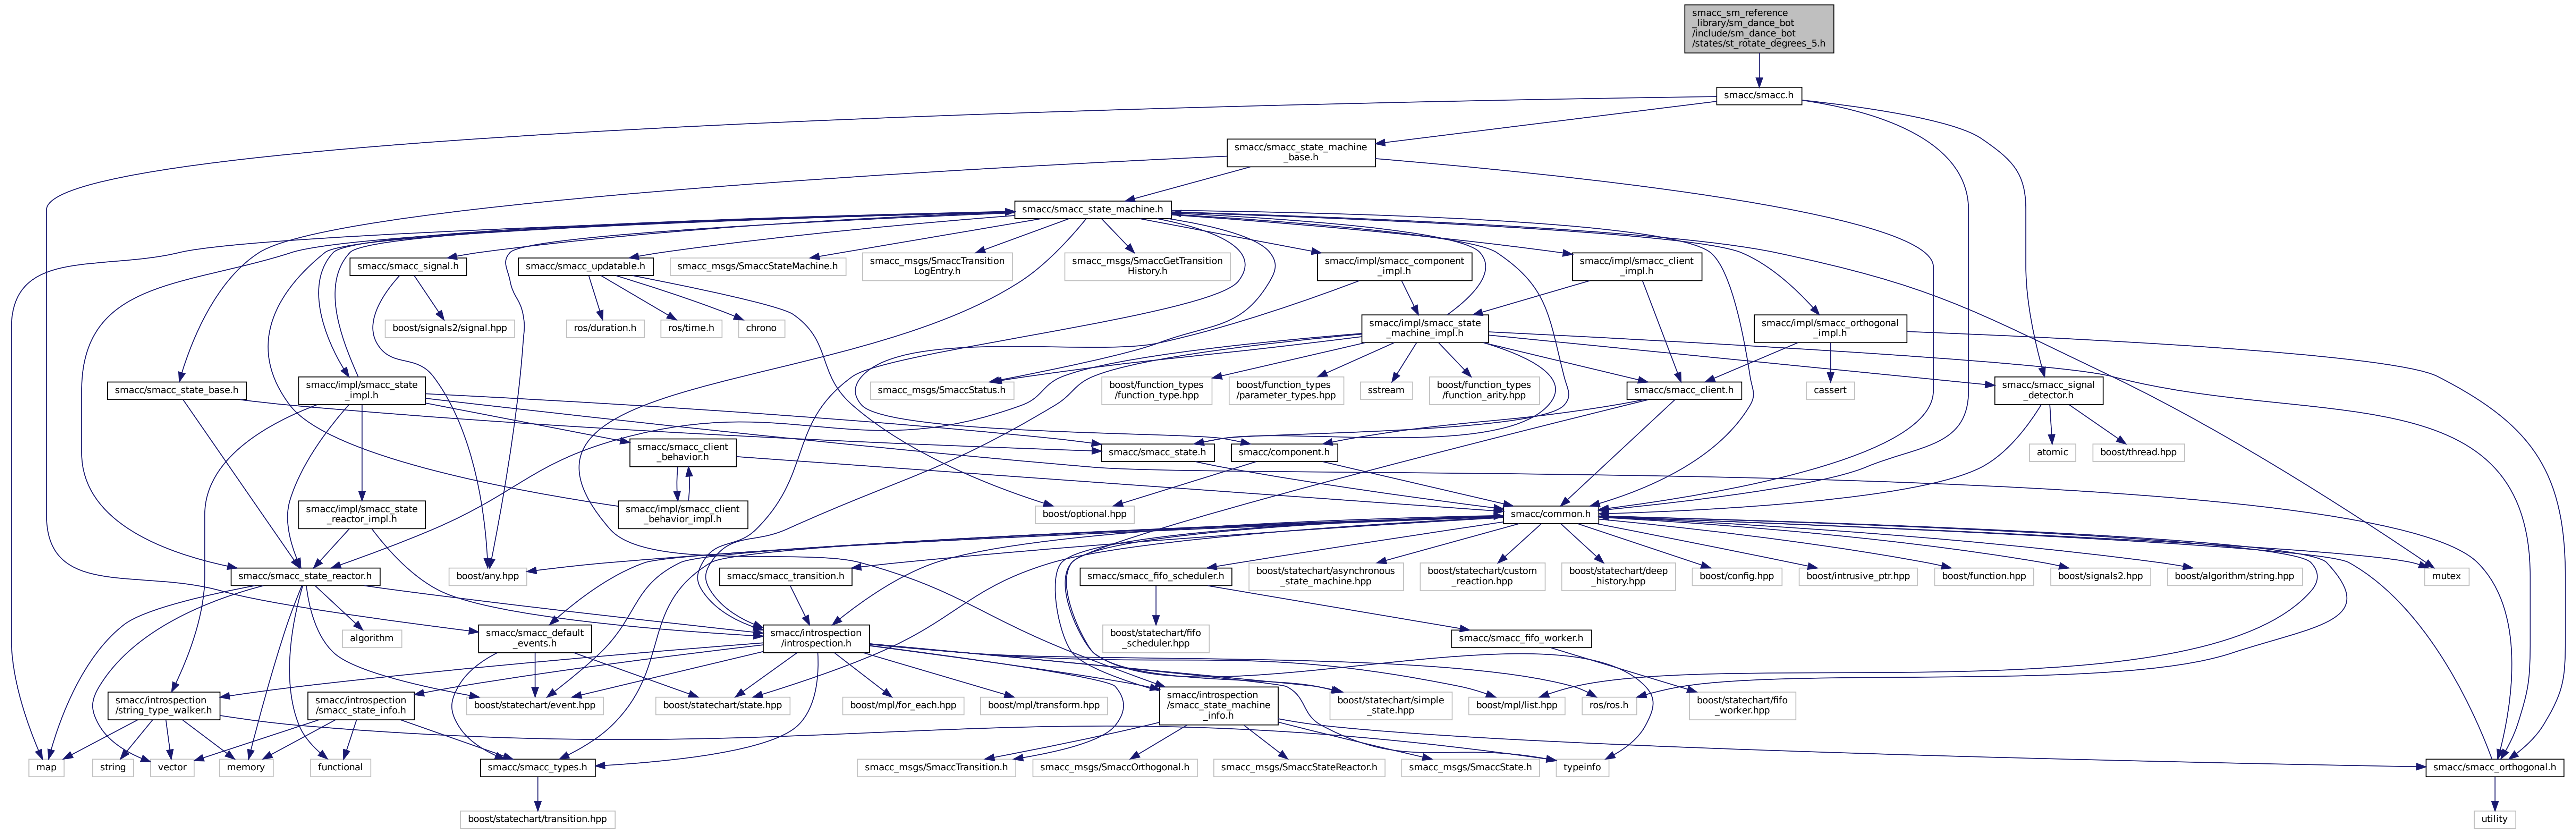 smacc_sm_reference
_library/sm_dance_bot
/include/sm_dance_bot
/states/st_rotate_degrees_5.h
smacc/smacc.h
smacc/smacc_state_machine
_base.h
smacc/smacc_state_machine.h
smacc/smacc_signal.h
smacc/smacc_updatable.h
smacc_msgs/SmaccStateMachine.h
smacc_msgs/SmaccTransition
LogEntry.h
smacc_msgs/SmaccGetTransition
History.h
smacc/impl/smacc_component
_impl.h
smacc/impl/smacc_client
_impl.h
boost/signals2/signal.hpp
ros/duration.h
ros/time.h
chrono
smacc/impl/smacc_state
_machine_impl.h
smacc/impl/smacc_orthogonal
_impl.h
smacc/smacc_state_base.h
smacc/impl/smacc_state
_impl.h
smacc_msgs/SmaccStatus.h
boost/function_types
/function_type.hpp
boost/function_types
/parameter_types.hpp
sstream
boost/function_types
/function_arity.hpp
smacc/smacc_client.h
cassert
smacc/smacc_signal
_detector.h
smacc/smacc_client
_behavior.h
smacc/smacc_state.h
smacc/component.h
atomic
boost/thread.hpp
smacc/impl/smacc_state
_reactor_impl.h
smacc/impl/smacc_client
_behavior_impl.h
boost/optional.hpp
smacc/common.h
smacc/smacc_state_reactor.h
boost/any.hpp
smacc/smacc_transition.h
smacc/smacc_fifo_scheduler.h
boost/statechart/asynchronous
_state_machine.hpp
boost/statechart/custom
_reaction.hpp
boost/statechart/deep
_history.hpp
boost/config.hpp
boost/intrusive_ptr.hpp
boost/function.hpp
boost/signals2.hpp
boost/algorithm/string.hpp
mutex
algorithm
smacc/smacc_default
_events.h
smacc/introspection
/introspection.h
boost/statechart/fifo
_scheduler.hpp
smacc/smacc_fifo_worker.h
smacc/introspection
/string_type_walker.h
smacc/introspection
/smacc_state_info.h
boost/statechart/event.hpp
boost/statechart/state.hpp
boost/mpl/for_each.hpp
boost/mpl/transform.hpp
smacc/introspection
/smacc_state_machine
_info.h
boost/statechart/simple
_state.hpp
boost/mpl/list.hpp
ros/ros.h
boost/statechart/fifo
_worker.hpp
map
string
vector
memory
functional
smacc/smacc_types.h
smacc_msgs/SmaccTransition.h
smacc_msgs/SmaccOrthogonal.h
smacc_msgs/SmaccStateReactor.h
smacc_msgs/SmaccState.h
typeinfo
smacc/smacc_orthogonal.h
boost/statechart/transition.hpp
utility